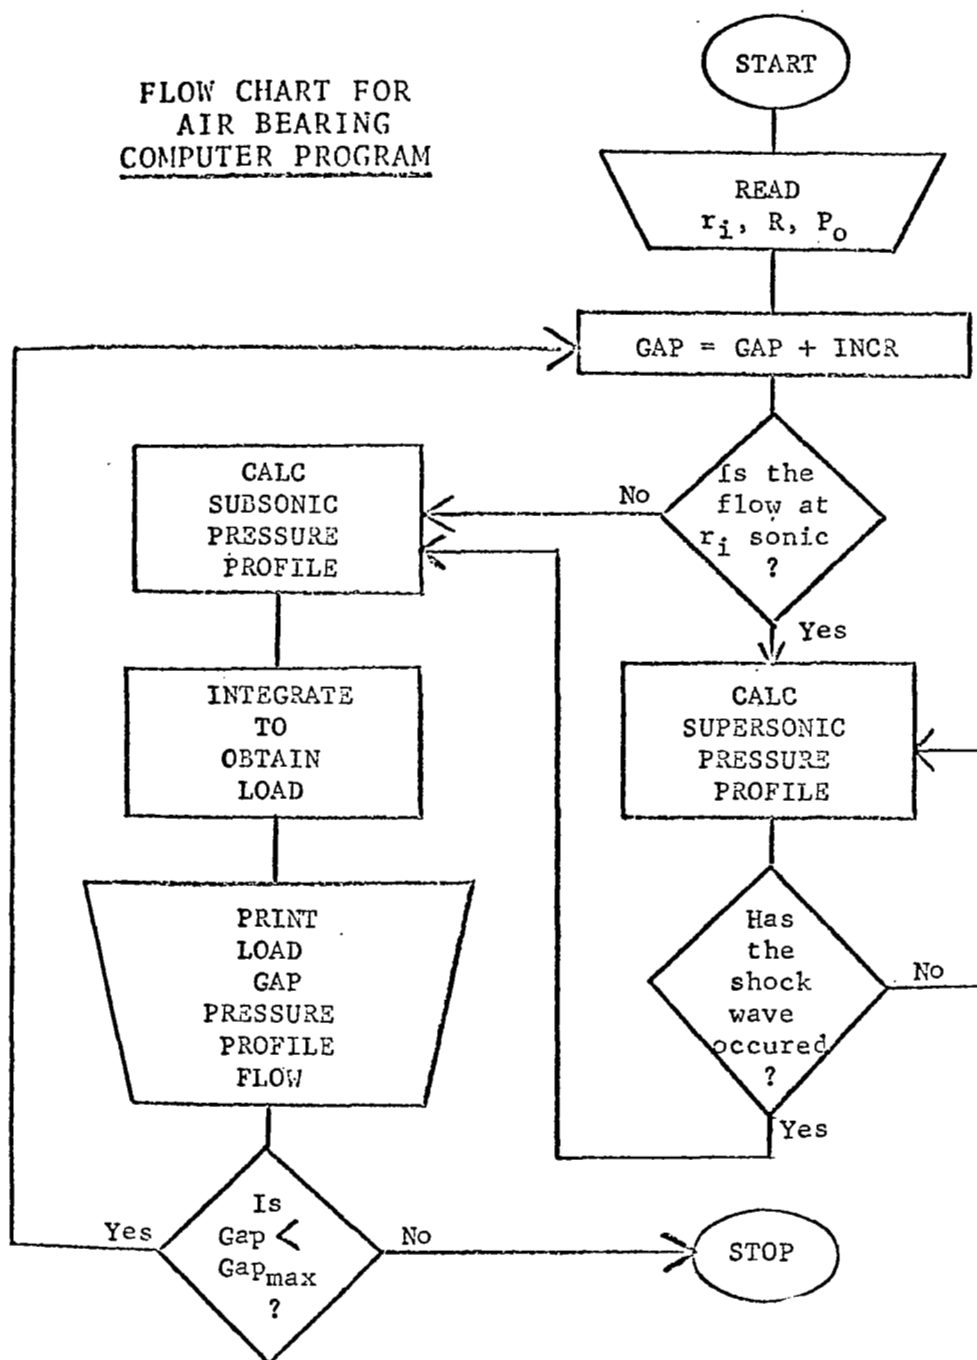 FLOW CHART FOR
AIR BEARING
COMPUTER PROGRAM
START
READ
ri, R, Po
GAP = GAP + INCR
Is the
flow at
ri sonic
?
No
Yes
CALC
SUBSONIC
PRESSURE
PROFILE
CALC
SUPERSONIC
PRESSURE
PROFILE
INTEGRATE
TO
OBTAIN
LOAD
Has
the
shock
wave
occured
?
No
Yes
PRINT
LOAD
GAP
PRESSURE
PROFILE
FLOW
Is
Gap <
Gapmax
?
Yes
No
STOP